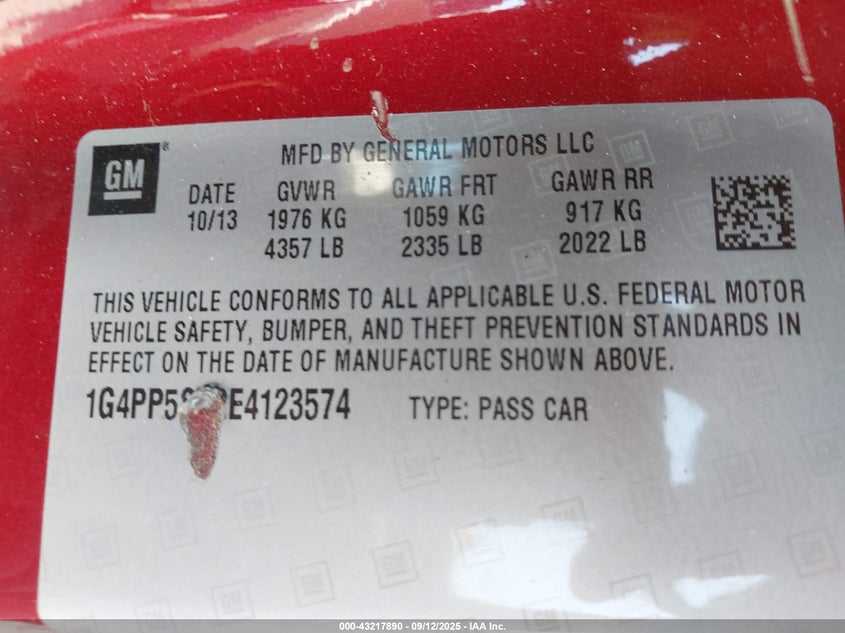 GM
MFD BY GENERAL MOTORS LLC
DATE GVWR GAWR FRT GAWR RR
10/13 1976 KG 1059 KG 917 KG
4357 LB 2335 LB 2022 LB
THIS VEHICLE CONFORMS TO ALL APPLICABLE U.S. FEDERAL MOTOR
VEHICLE SAFETY, BUMPER, AND THEFT PREVENTION STANDARDS IN
EFFECT ON THE DATE OF MANUFACTURE SHOWN ABOVE.
TYPE: PASS CAR
000-43217890 - 09/12/2025 - IAA Inc.